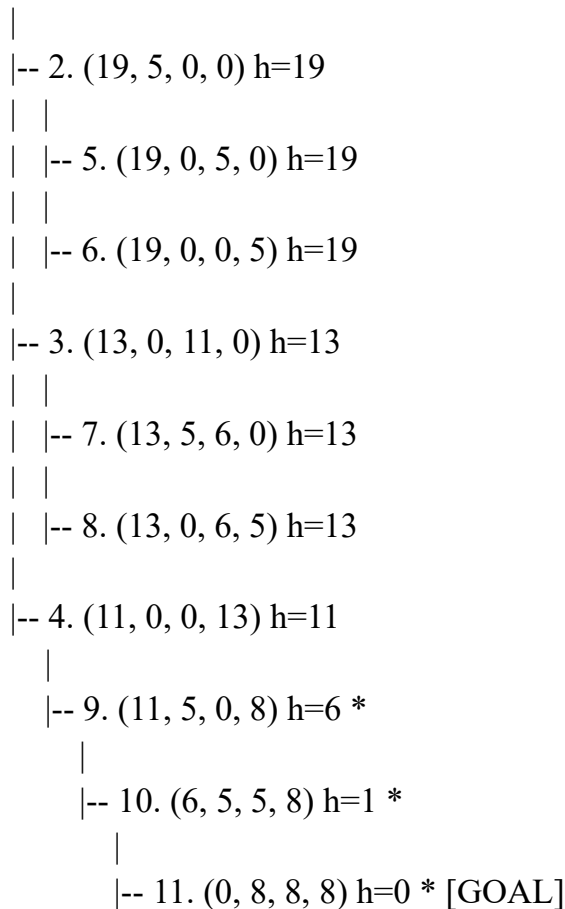 |
|-- 2. (19, 5, 0, 0) h=19
| |
| |-- 5. (19, 0, 5, 0) h=19
| |
| |-- 6. (19, 0, 0, 5) h=19
|
|-- 3. (13, 0, 11, 0) h=13
| |
| |-- 7. (13, 5, 6, 0) h=13
| |
| |-- 8. (13, 0, 6, 5) h=13
|
|-- 4. (11, 0, 0, 13) h=11
|
|-- 9. (11, 5, 0, 8) h=6 *
|
|-- 10. (6, 5, 5, 8) h=1 *
|
|-- 11. (0, 8, 8, 8) h=0 * [GOAL]